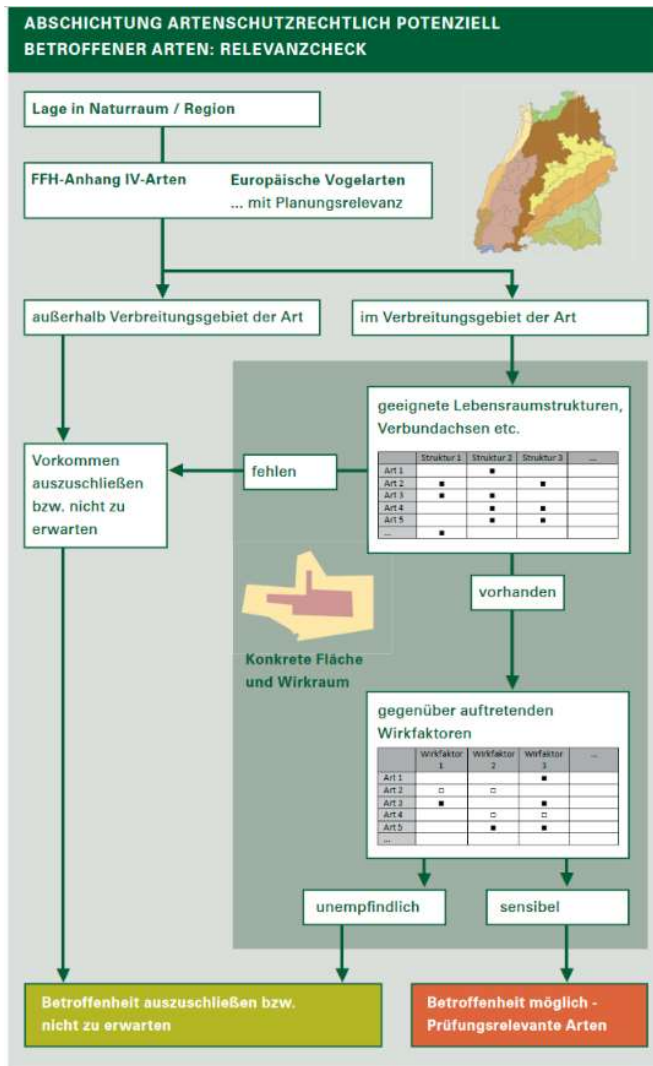 ABSCHICHTUNG ARTENSCHUTZRECHTLICH POTENZIELL
BETROFFENER ARTEN: RELEVANZCHECK
Lage in Naturraum / Region
FFH-Anhang IV-Arten
Europäische Vogelarten
... mit Planungsrelevanz
außerhalb Verbreitungsgebiet der Art
im Verbreitungsgebiet der Art
geeignete Lebensraumstrukturen,
Verbundachsen etc.
Struktur 1 Struktur 2 Struktur 3 ...
Art 1
Art 2
Art 3
Art 4
Art 5
...
fehlen
Vorkommen
auszuschließen
bzw. nicht zu
erwarten
vorhanden
Konkrete Fläche
und Wirkraum
gegenüber auftretenden
Wirkfaktoren
Wirkfaktor Wirkfaktor Wirkfaktor ...
1 2 3
Art 1
Art 2
Art 3
Art 4
Art 5
...
unempfindlich
sensibel
Betroffenheit auszuschließen bzw.
nicht zu erwarten
Betroffenheit möglich -
Prüfungsrelevante Arten